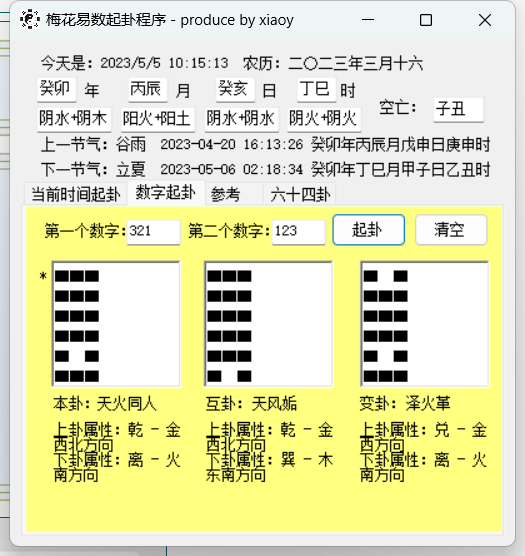 梅花易数起卦程序 - produce by xiaoy
今天是：2023/5/5 10:15:13 农历：二〇二三年三月十六
癸卯 年 丙辰 月 癸亥 日 丁巳 时
空亡： 子丑
阴水+阴木 阳火+阳土 阴水+阴水 阴火+阴火
上一节气：谷雨 2023-04-20 16:13:26 癸卯年丙辰月戊申日庚申时
下一节气：立夏 2023-05-06 02:18:34 癸卯年丁巳月甲子日乙丑时
当前时间起卦 数字起卦 参考 六十四卦
第一个数字：321 第二个数字：123 起卦 清空
*
本卦：天火同人 互卦：天风姤 变卦：泽火革
上卦属性：乾 - 金 上卦属性：乾 - 金 上卦属性：兑 - 金
西北方向 西北方向 西方向
下卦属性：离 - 火 下卦属性：巽 - 木 下卦属性：离 - 火
南方向 东南方向 南方向